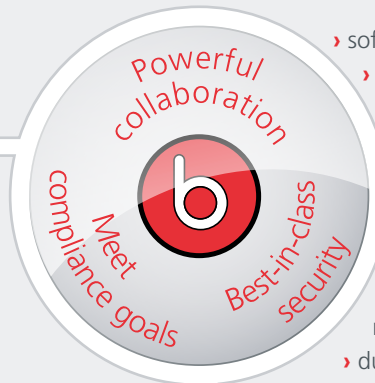 Powerful
collaboration
b
Best-in-class
security
Meet
compliance goals
› sof
›
› du